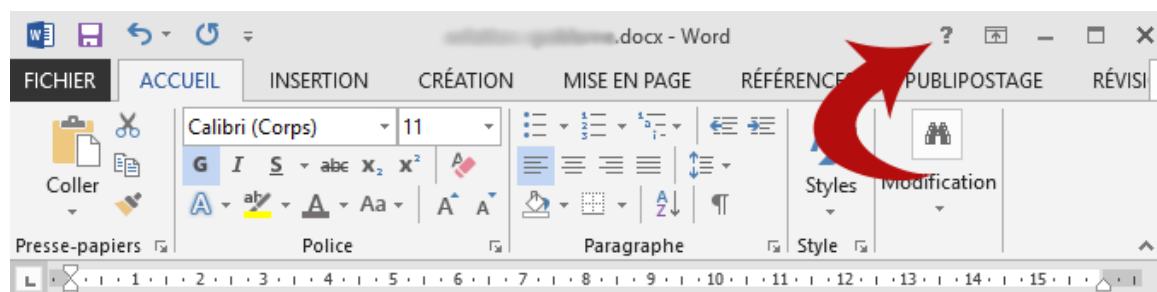 .docx - Word ?
FICHIER ACCUEIL INSERTION CRÉATION MISE EN PAGE RÉFÉRENCES PUBLIPOSTAGE RÉVISI
Calibri (Corps) 11
G I S abc X₂ X²
Coller
Styles Modification
ab A Aa A A
Presse-papiers Police Paragraphe Style
L 1 2 3 4 5 6 7 8 9 10 11 12 13 14 15